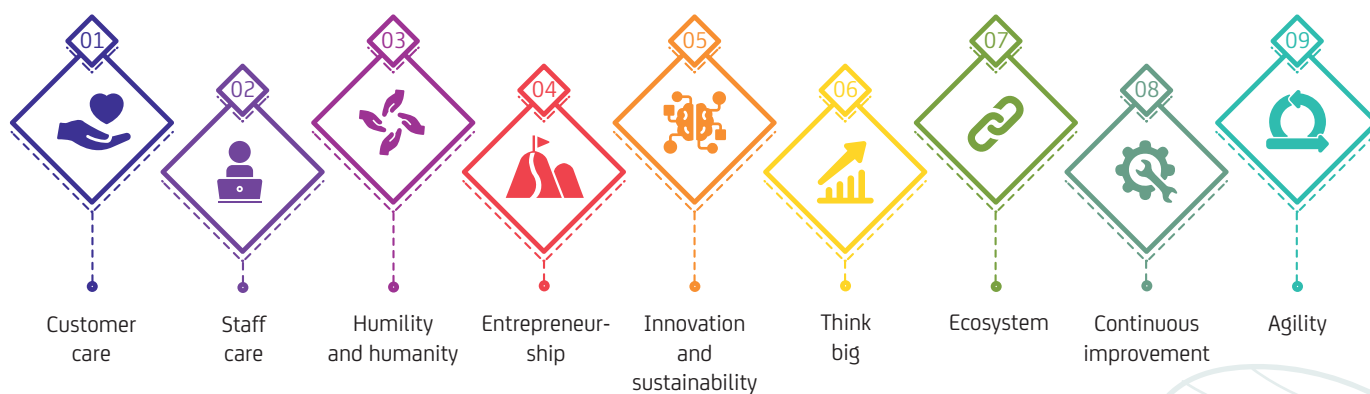 01
02
03
04
05
06
07
08
09
Customer
care
Staff
care
Humility
and humanity
Entrepreneur-
ship
Innovation
and
sustainability
Think
big
Ecosystem
Continuous
improvement
Agility